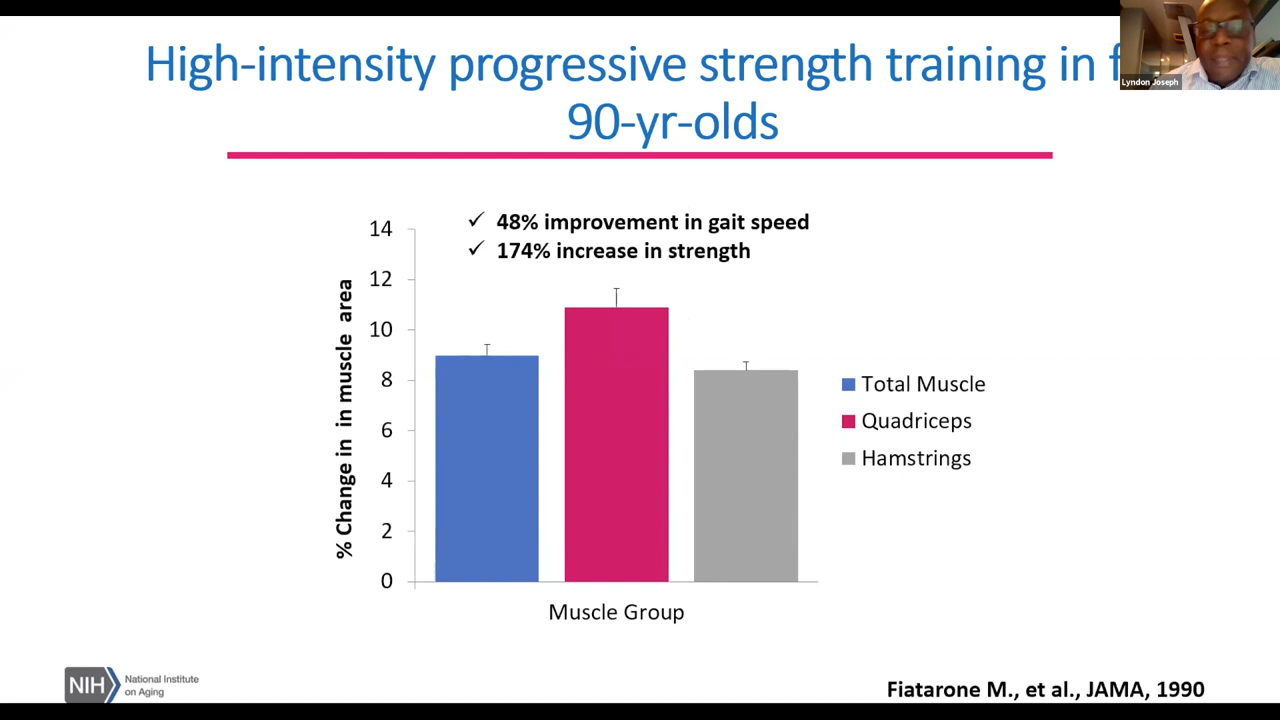 High-intensity progressive strength training in
90-yr-olds
Lyndon Joseph
✓ 48% improvement in gait speed
✓ 174% increase in strength
% Change in in muscle area
14
12
10
8
6
4
2
0
Muscle Group
Total Muscle
Quadriceps
Hamstrings
NIH
National Institute
on Aging
Fiatarone M., et al., JAMA, 1990